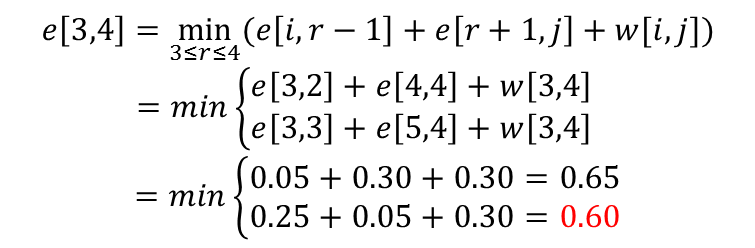 e[3,4] = min 3≤r≤4 (e[i, r − 1] + e[r + 1, j] + w[i, j])
= min { e[3,2] + e[4,4] + w[3,4]
e[3,3] + e[5,4] + w[3,4]
= min { 0.05 + 0.30 + 0.30 = 0.65
0.25 + 0.05 + 0.30 = 0.60